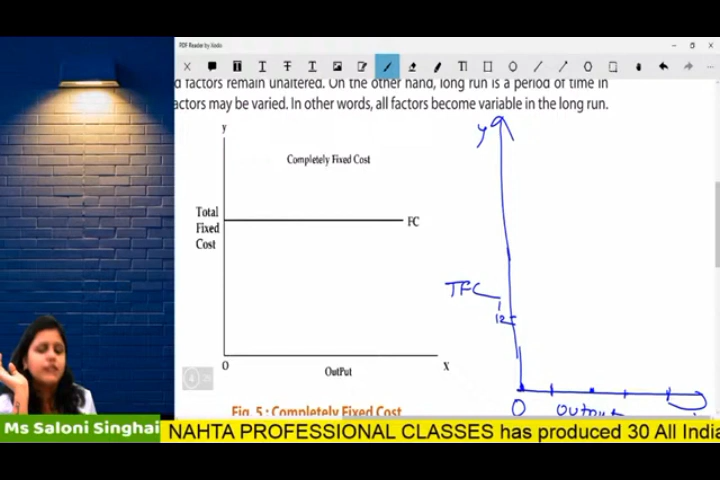 PDF Reader by Xodo
d factors remain unaltered. On the other hand, long run is a period of time in
actors may be varied. In other words, all factors become variable in the long run.
y
Completely Fixed Cost
Total
Fixed
Cost
FC
O
OutPut
X
Fig. 5 : Completely Fixed Cost
4
y
TFC
12
O
output
Ms Saloni Singhai
NAHTA PROFESSIONAL CLASSES has produced 30 All India